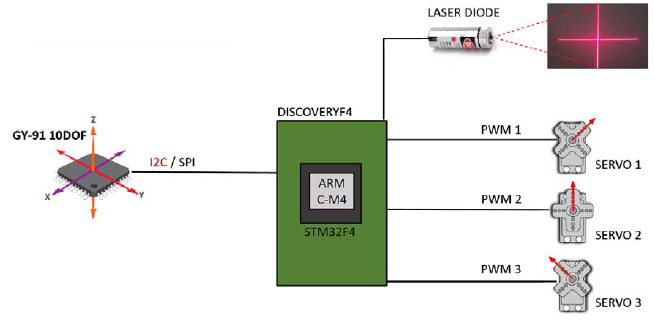 LASER DIODE
DISCOVERYF4
GY-91 10DOF
Z
X
Y
I2C / SPI
ARM
C-M4
STM32F4
PWM 1
SERVO 1
PWM 2
SERVO 2
PWM 3
SERVO 3